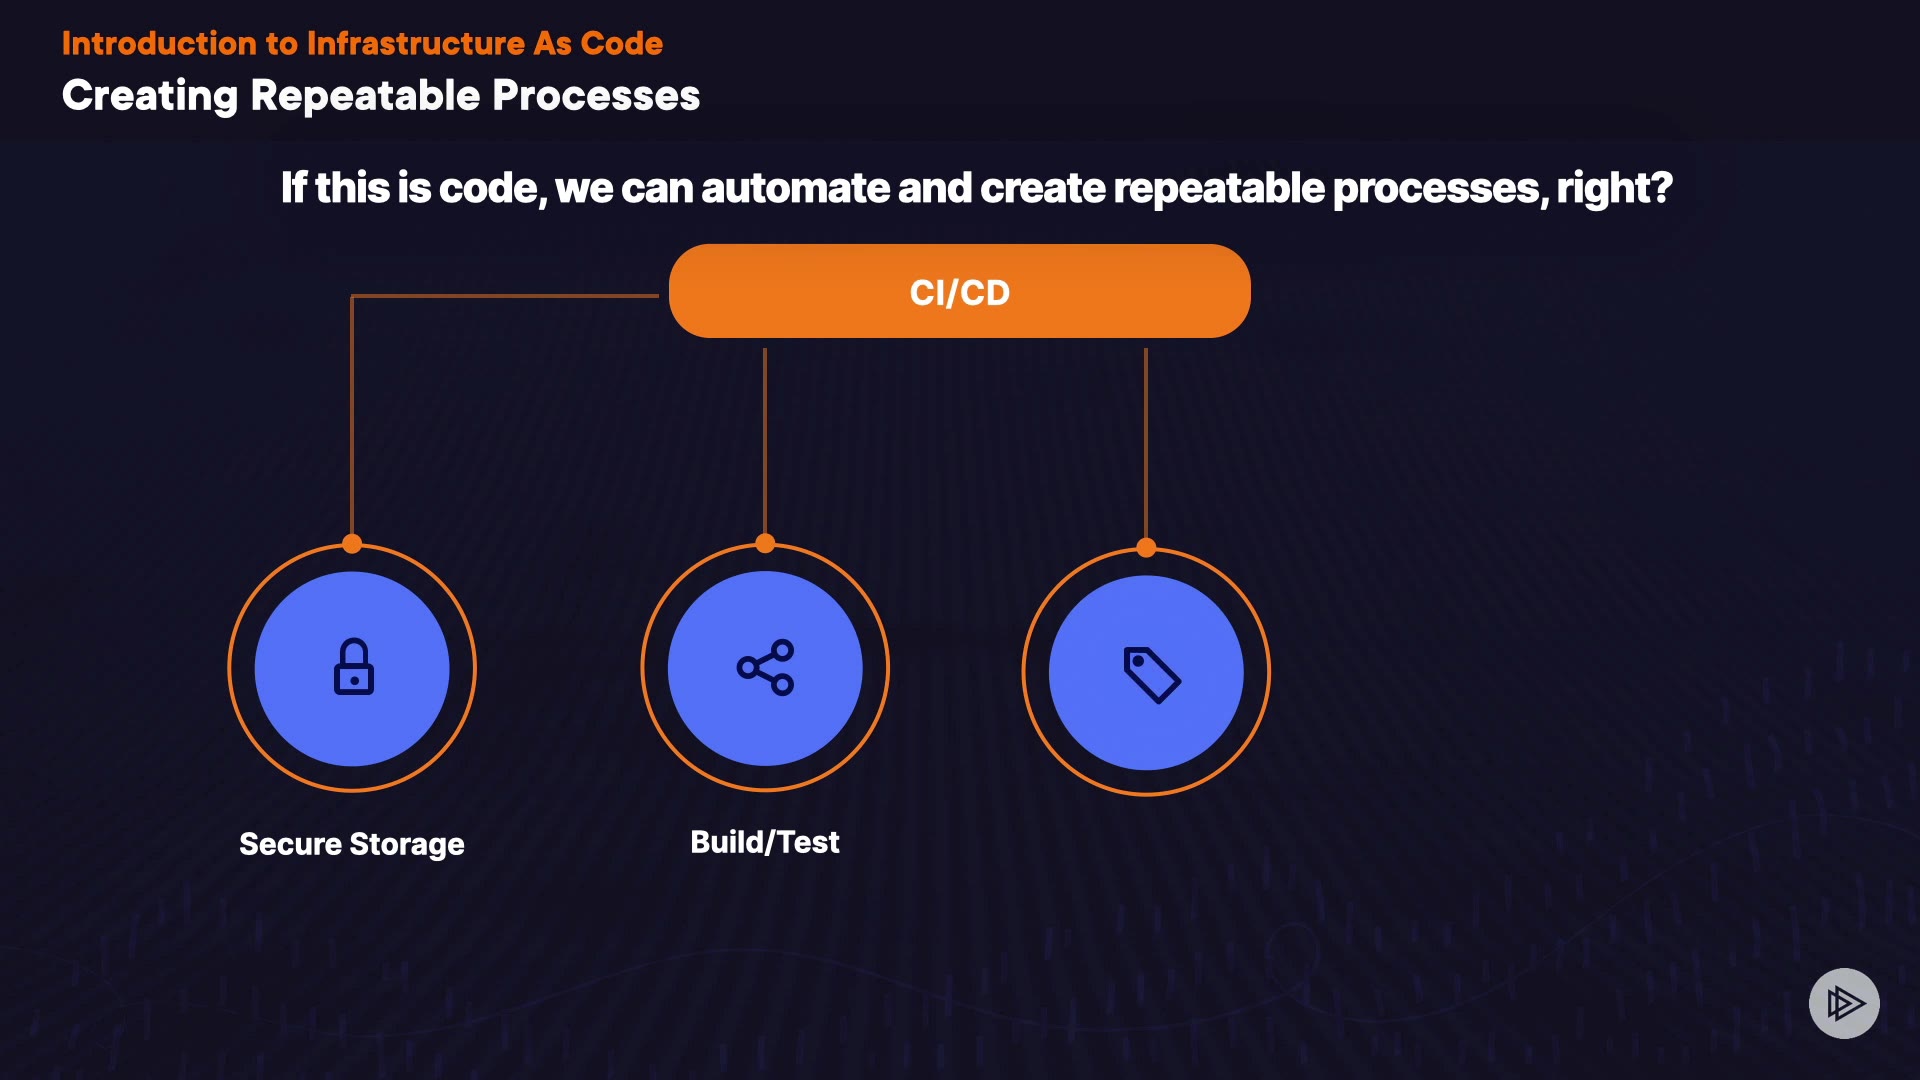 Introduction to Infrastructure As Code
Creating Repeatable Processes
If this is code, we can automate and create repeatable processes, right?
CI/CD
Secure Storage
Build/Test